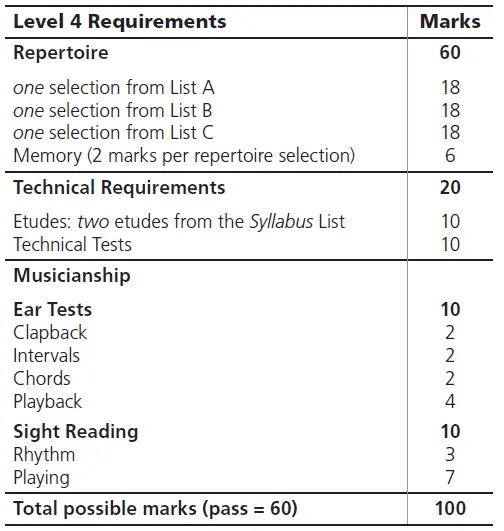 Level 4 Requirements Marks
Repertoire 60
one selection from List A 18
one selection from List B 18
one selection from List C 18
Memory (2 marks per repertoire selection) 6
Technical Requirements 20
Etudes: two etudes from the Syllabus List 10
Technical Tests 10
Musicianship
Ear Tests 10
Clapback 2
Intervals 2
Chords 2
Playback 4
Sight Reading 10
Rhythm 3
Playing 7
Total possible marks (pass = 60) 100